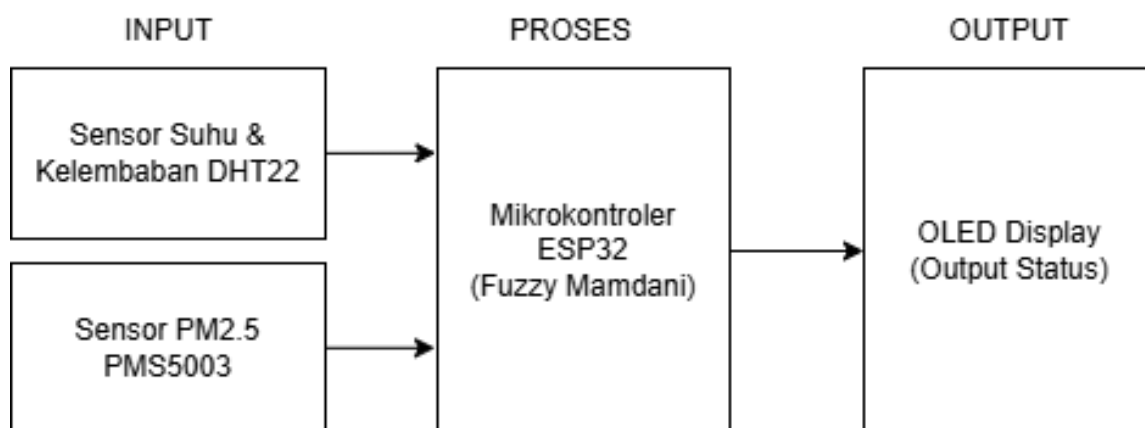 INPUT
PROSES
OUTPUT
Sensor Suhu &
Kelembaban DHT22
Sensor PM2.5
PMS5003
Mikrokontroler
ESP32
(Fuzzy Mamdani)
OLED Display
(Output Status)